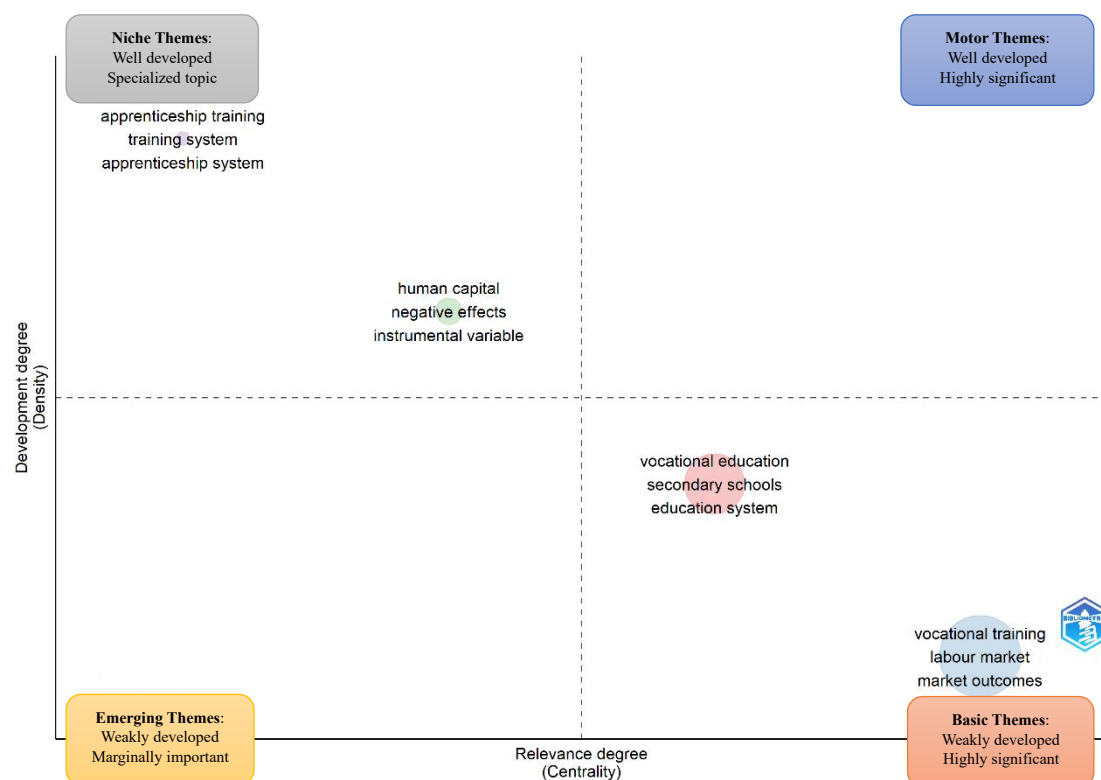 Niche Themes:
Well developed
Specialized topic
Motor Themes:
Well developed
Highly significant
apprenticeship training
training system
apprenticeship system
human capital
negative effects
instrumental variable
Development degree
(Density)
vocational education
secondary schools
education system
vocational training
labour market
market outcomes
Emerging Themes:
Weakly developed
Marginally important
Basic Themes:
Weakly developed
Highly significant
Relevance degree
(Centrality)